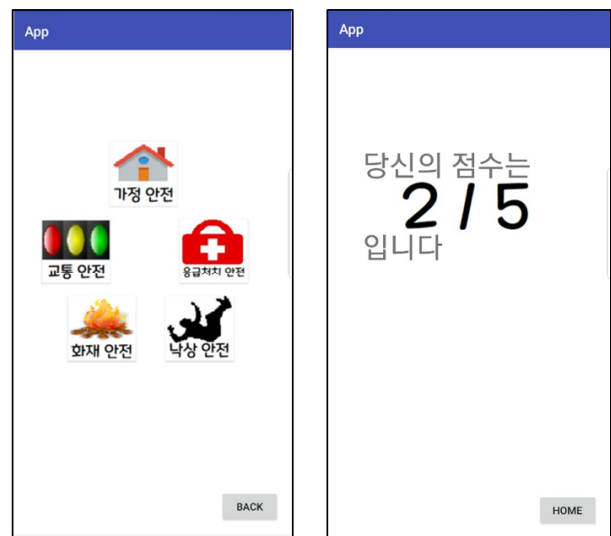 App
가정 안전
교통 안전
응급처치 안전
화재 안전
낙상 안전
BACK
App
당신의 점수는
2 / 5
입니다
HOME